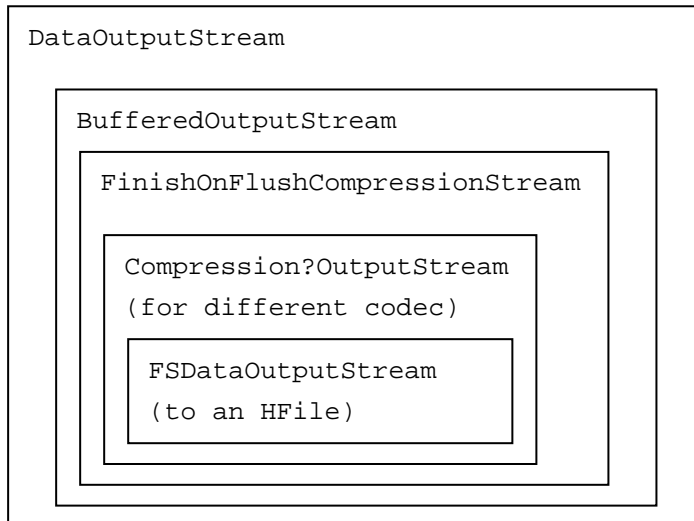 DataOutputStream
BufferedOutputStream
FinishOnFlushCompressionStream
Compression?OutputStream
(for different codec)
FSDataOutputStream
(to an HFile)